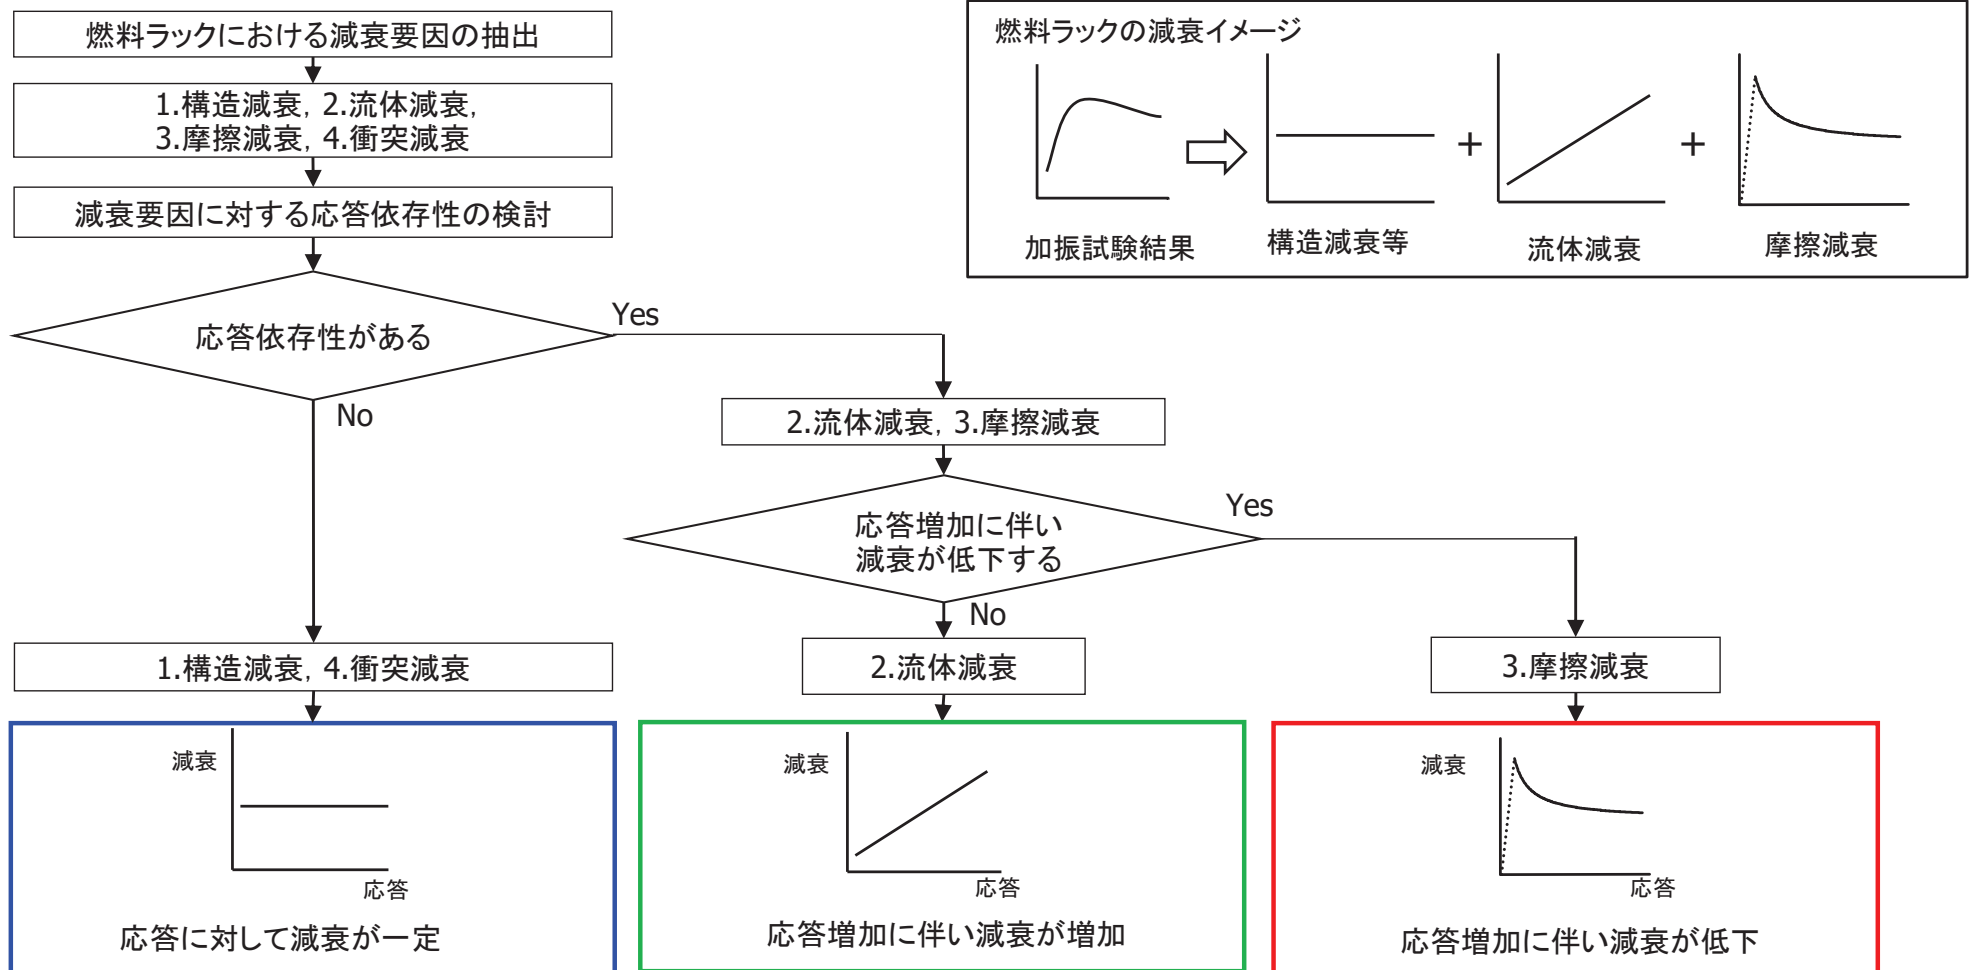 燃料ラックにおける減衰要因の抽出
1.構造減衰, 2.流体減衰,
3.摩擦減衰, 4.衝突減衰
減衰要因に対する応答依存性の検討
応答依存性がある
Yes
No
燃料ラックの減衰イメージ
+
+
加振試験結果
構造減衰等
流体減衰
摩擦減衰
2.流体減衰, 3.摩擦減衰
応答増加に伴い
減衰が低下する
Yes
No
1.構造減衰, 4.衝突減衰
2.流体減衰
3.摩擦減衰
減衰
応答
応答に対して減衰が一定
減衰
応答
応答増加に伴い減衰が増加
減衰
応答
応答増加に伴い減衰が低下